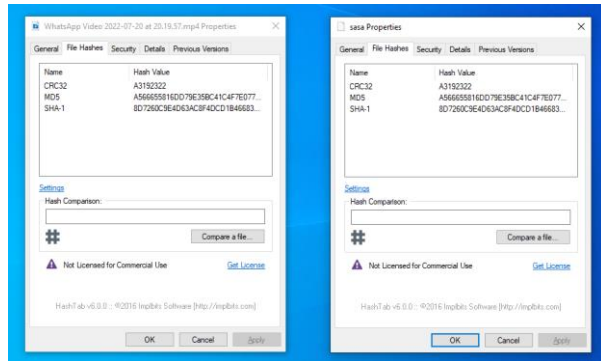 WhatsApp Video 2022-07-20 at 20.19.57.mp4 Properties
General File Hashes Security Details Previous Versions
Name Hash Value
CRC32 A3192322
MD5 A566655816DD79E35BC41C4F7E077...
SHA-1 8D7260C9E4D63AC8F4DCD1B46683...
Settings
Hash Comparison:
Compare a file...
Not Licensed for Commercial Use Get License
HashTab v6.0.0 :: ©2016 Implbits Software [http://implbits.com]
OK Cancel Apply
sasa Properties
General File Hashes Security Details Previous Versions
Name Hash Value
CRC32 A3192322
MD5 A566655816DD79E35BC41C4F7E077...
SHA-1 8D7260C9E4D63AC8F4DCD1B46683...
Settings
Hash Comparison:
Compare a file...
Not Licensed for Commercial Use Get License
HashTab v6.0.0 :: ©2016 Implbits Software [http://implbits.com]
OK Cancel Apply